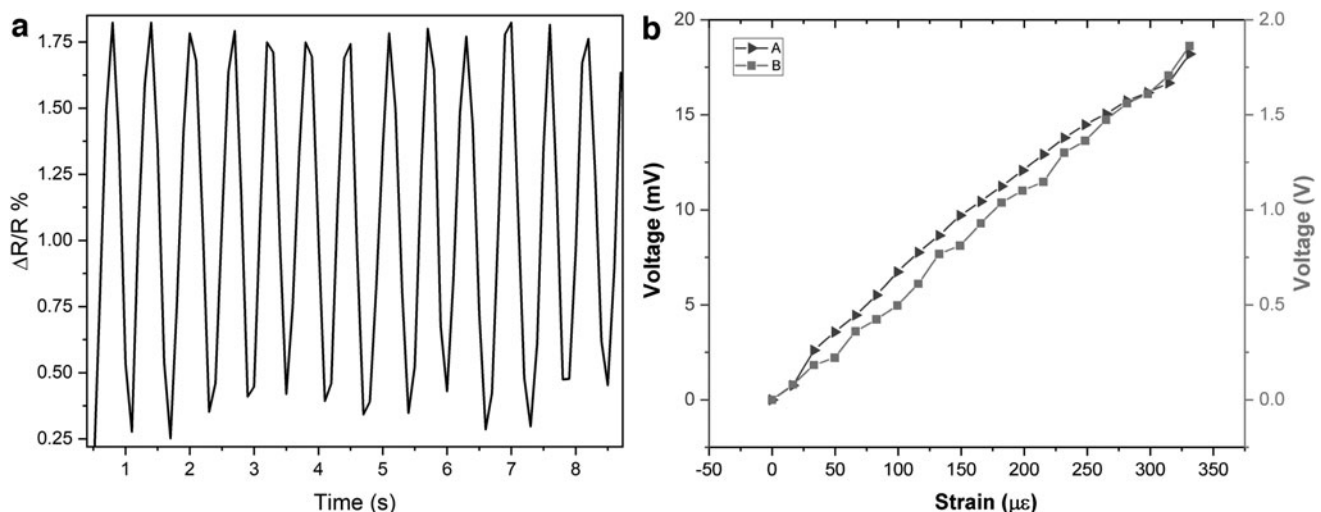 a
1.75
1.50
1.25
1.00
0.75
0.50
0.25
ΔR/R %
1 2 3 4 5 6 7 8
Time (s)
b
A
B
20
15
10
5
0
Voltage (mV)
2.0
1.5
1.0
0.5
0.0
Voltage (V)
-50 0 50 100 150 200 250 300 350
Strain (με)